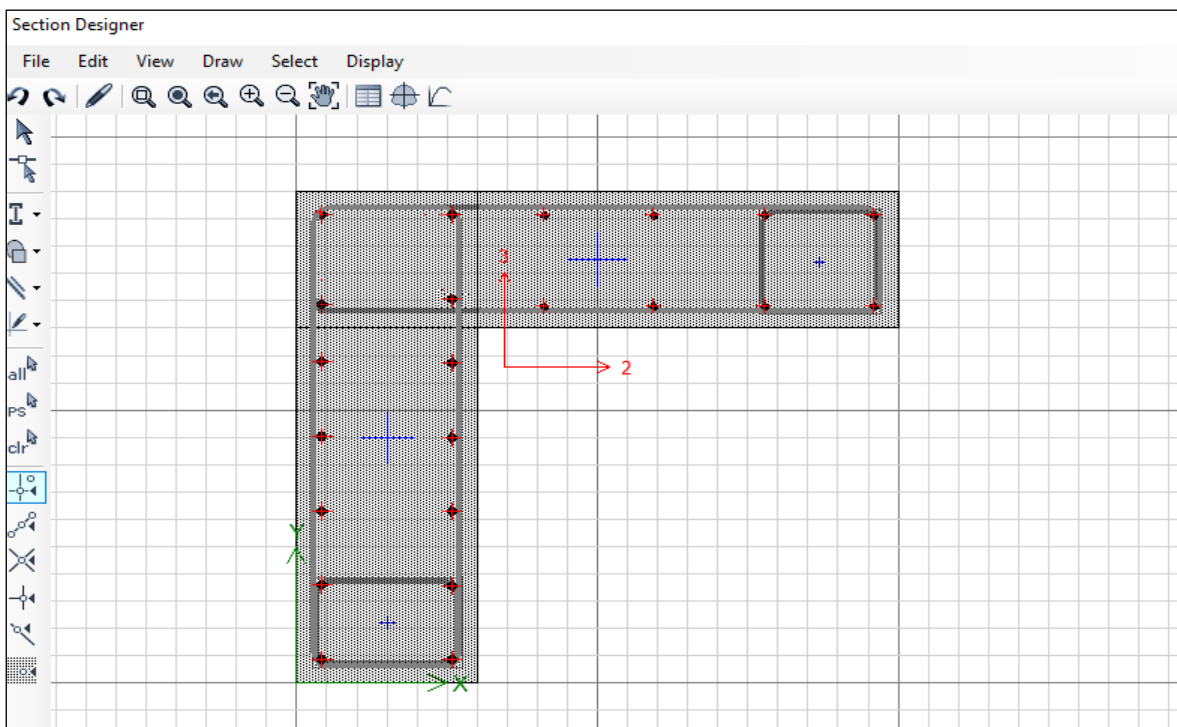 Section Designer
File Edit View Draw Select Display
all
PS
clr
3
2
Y
X